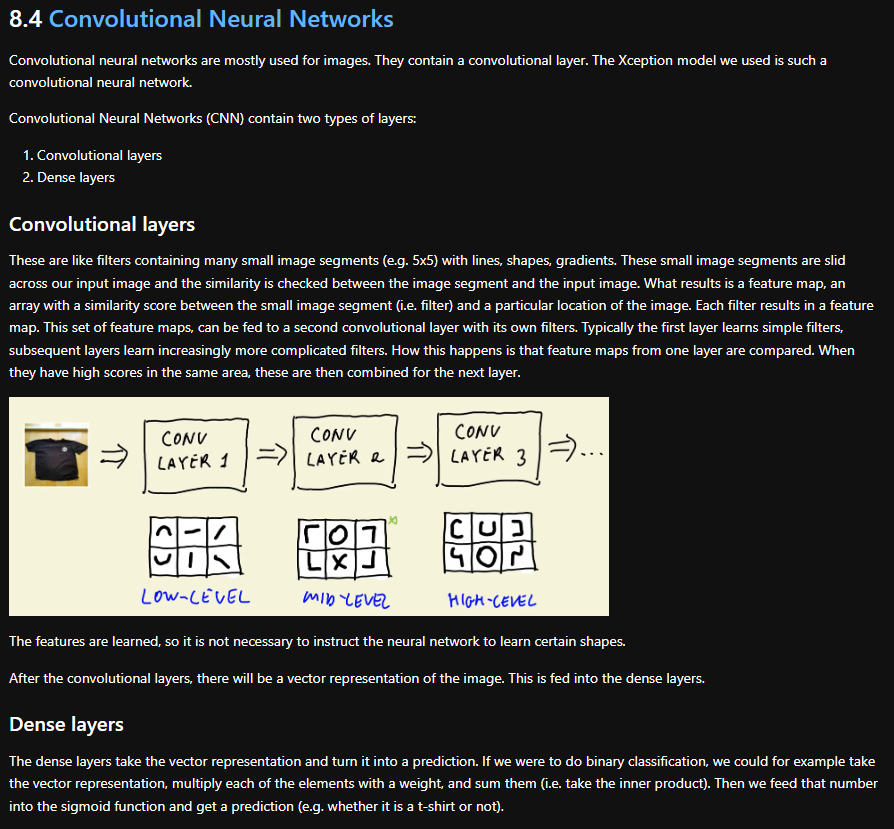 8.4 Convolutional Neural Networks
Convolutional neural networks are mostly used for images. They contain a convolutional layer. The Xception model we used is such a
convolutional neural network.
Convolutional Neural Networks (CNN) contain two types of layers:
1. Convolutional layers
2. Dense layers
Convolutional layers
These are like filters containing many small image segments (e.g. 5x5) with lines, shapes, gradients. These small image segments are slid
across our input image and the similarity is checked between the image segment and the input image. What results is a feature map, an
array with a similarity score between the small image segment (i.e. filter) and a particular location of the image. Each filter results in a feature
map. This set of feature maps, can be fed to a second convolutional layer with its own filters. Typically the first layer learns simple filters,
subsequent layers learn increasingly more complicated filters. How this happens is that feature maps from one layer are compared. When
they have high scores in the same area, these are then combined for the next layer.
CONV LAYER 1
CONV LAYER 2
CONV LAYER 3
...
LOW-LEVEL
MID-LEVEL
HIGH-LEVEL
The features are learned, so it is not necessary to instruct the neural network to learn certain shapes.
After the convolutional layers, there will be a vector representation of the image. This is fed into the dense layers.
Dense layers
The dense layers take the vector representation and turn it into a prediction. If we were to do binary classification, we could for example take
the vector representation, multiply each of the elements with a weight, and sum them (i.e. take the inner product). Then we feed that number
into the sigmoid function and get a prediction (e.g. whether it is a t-shirt or not).